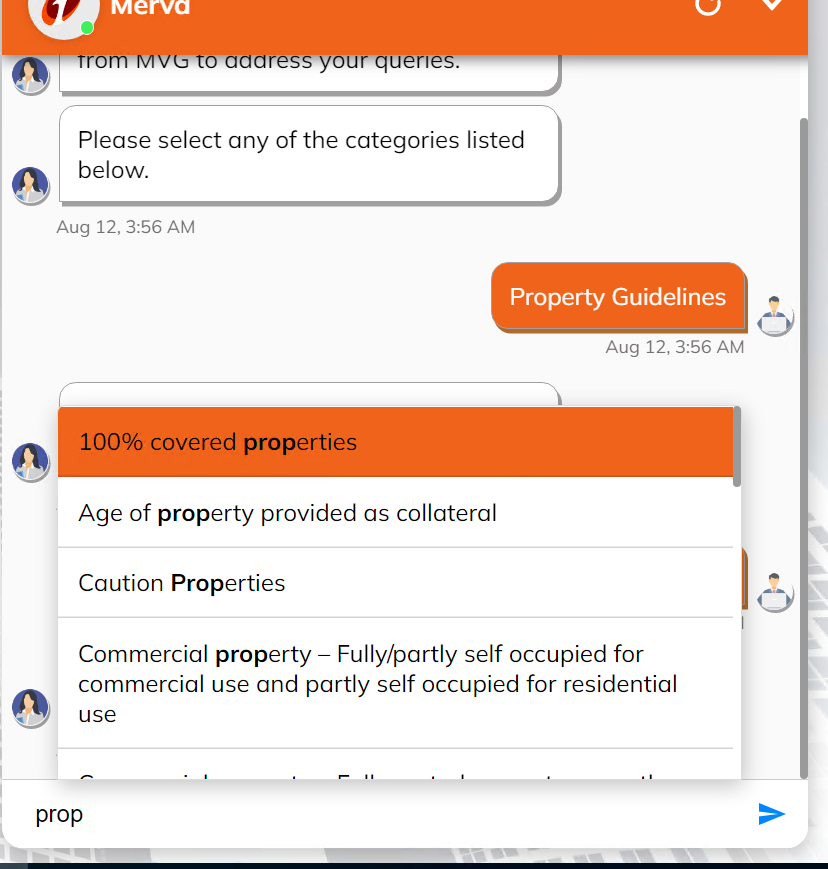 Merva
from MVG to address your queries.
Please select any of the categories listed
below.
Aug 12, 3:56 AM
Property Guidelines
Aug 12, 3:56 AM
100% covered properties
Age of property provided as collateral
Caution Properties
Commercial property – Fully/partly self occupied for
commercial use and partly self occupied for residential
use
prop